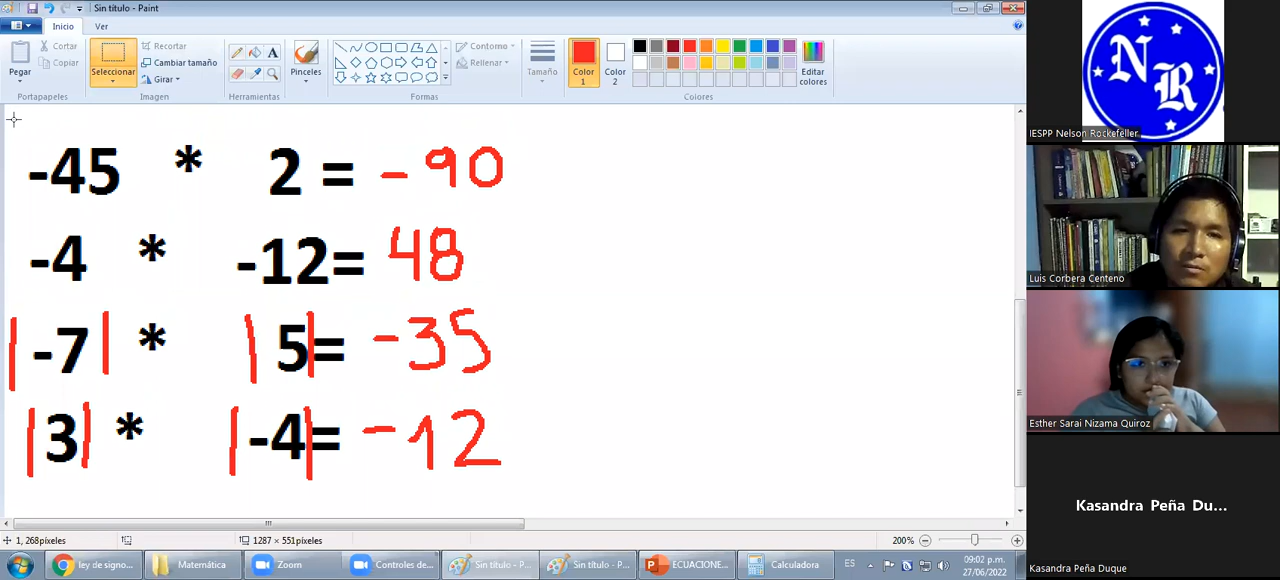 Sin título - Paint
Inicio Ver
Pegar
Cortar
Copiar
Portapapeles
Seleccionar
Recortar
Cambiar tamaño
Girar
Imagen
A
Herramientas
Pinceles
Contorno
Rellenar
Formas
Tamaño
Color 1
Color 2
Editar colores
Colores
-45 * 2 = -90
-4 * -12= 48
|-7| * |5|= -35
|3| * |-4|= -12
1, 268píxeles
1287 × 551píxeles
200%
ley de signo...
Matemática
Zoom
Controles de...
Sin título - P...
Sin título - P...
ECUACIONE...
Calculadora
ES
09:02 p.m.
27/06/2022
NR
IESPP Nelson Rockefeller
Luis Corbera Centeno
Esther Sarai Nizama Quiroz
Kasandra Peña Du...
Kasandra Peña Duque